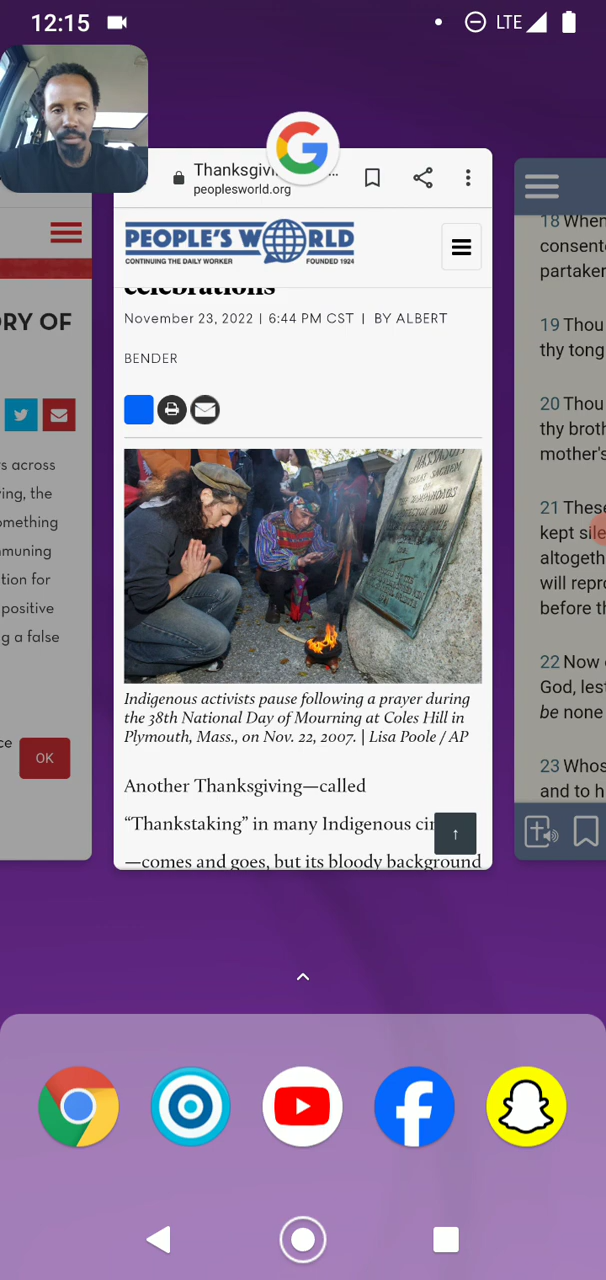 12:15
LTE
Thanksgivi
peoplesworld.org
PEOPLE'S WORLD
CONTINUING THE DAILY WORKER FOUNDED 1924
celebrations
November 23, 2022 | 6:44 PM CST | BY ALBERT
BENDER
MASSASOIT
GREAT SACHEM
Indigenous activists pause following a prayer during
the 38th National Day of Mourning at Coles Hill in
Plymouth, Mass., on Nov. 22, 2007. | Lisa Poole / AP
Another Thanksgiving—called
“Thankstaking” in many Indigenous cir
—comes and goes, but its bloody background
ORY OF
s across
ving, the
omething
mmuning
tion for
positive
g a false
ce
OK
18 When
consente
partaker
19 Thou
thy tong
20 Thou
thy broth
mother's
21 These
kept sile
altogeth
will repro
before th
22 Now
God, lest
be none
23 Whos
and to h